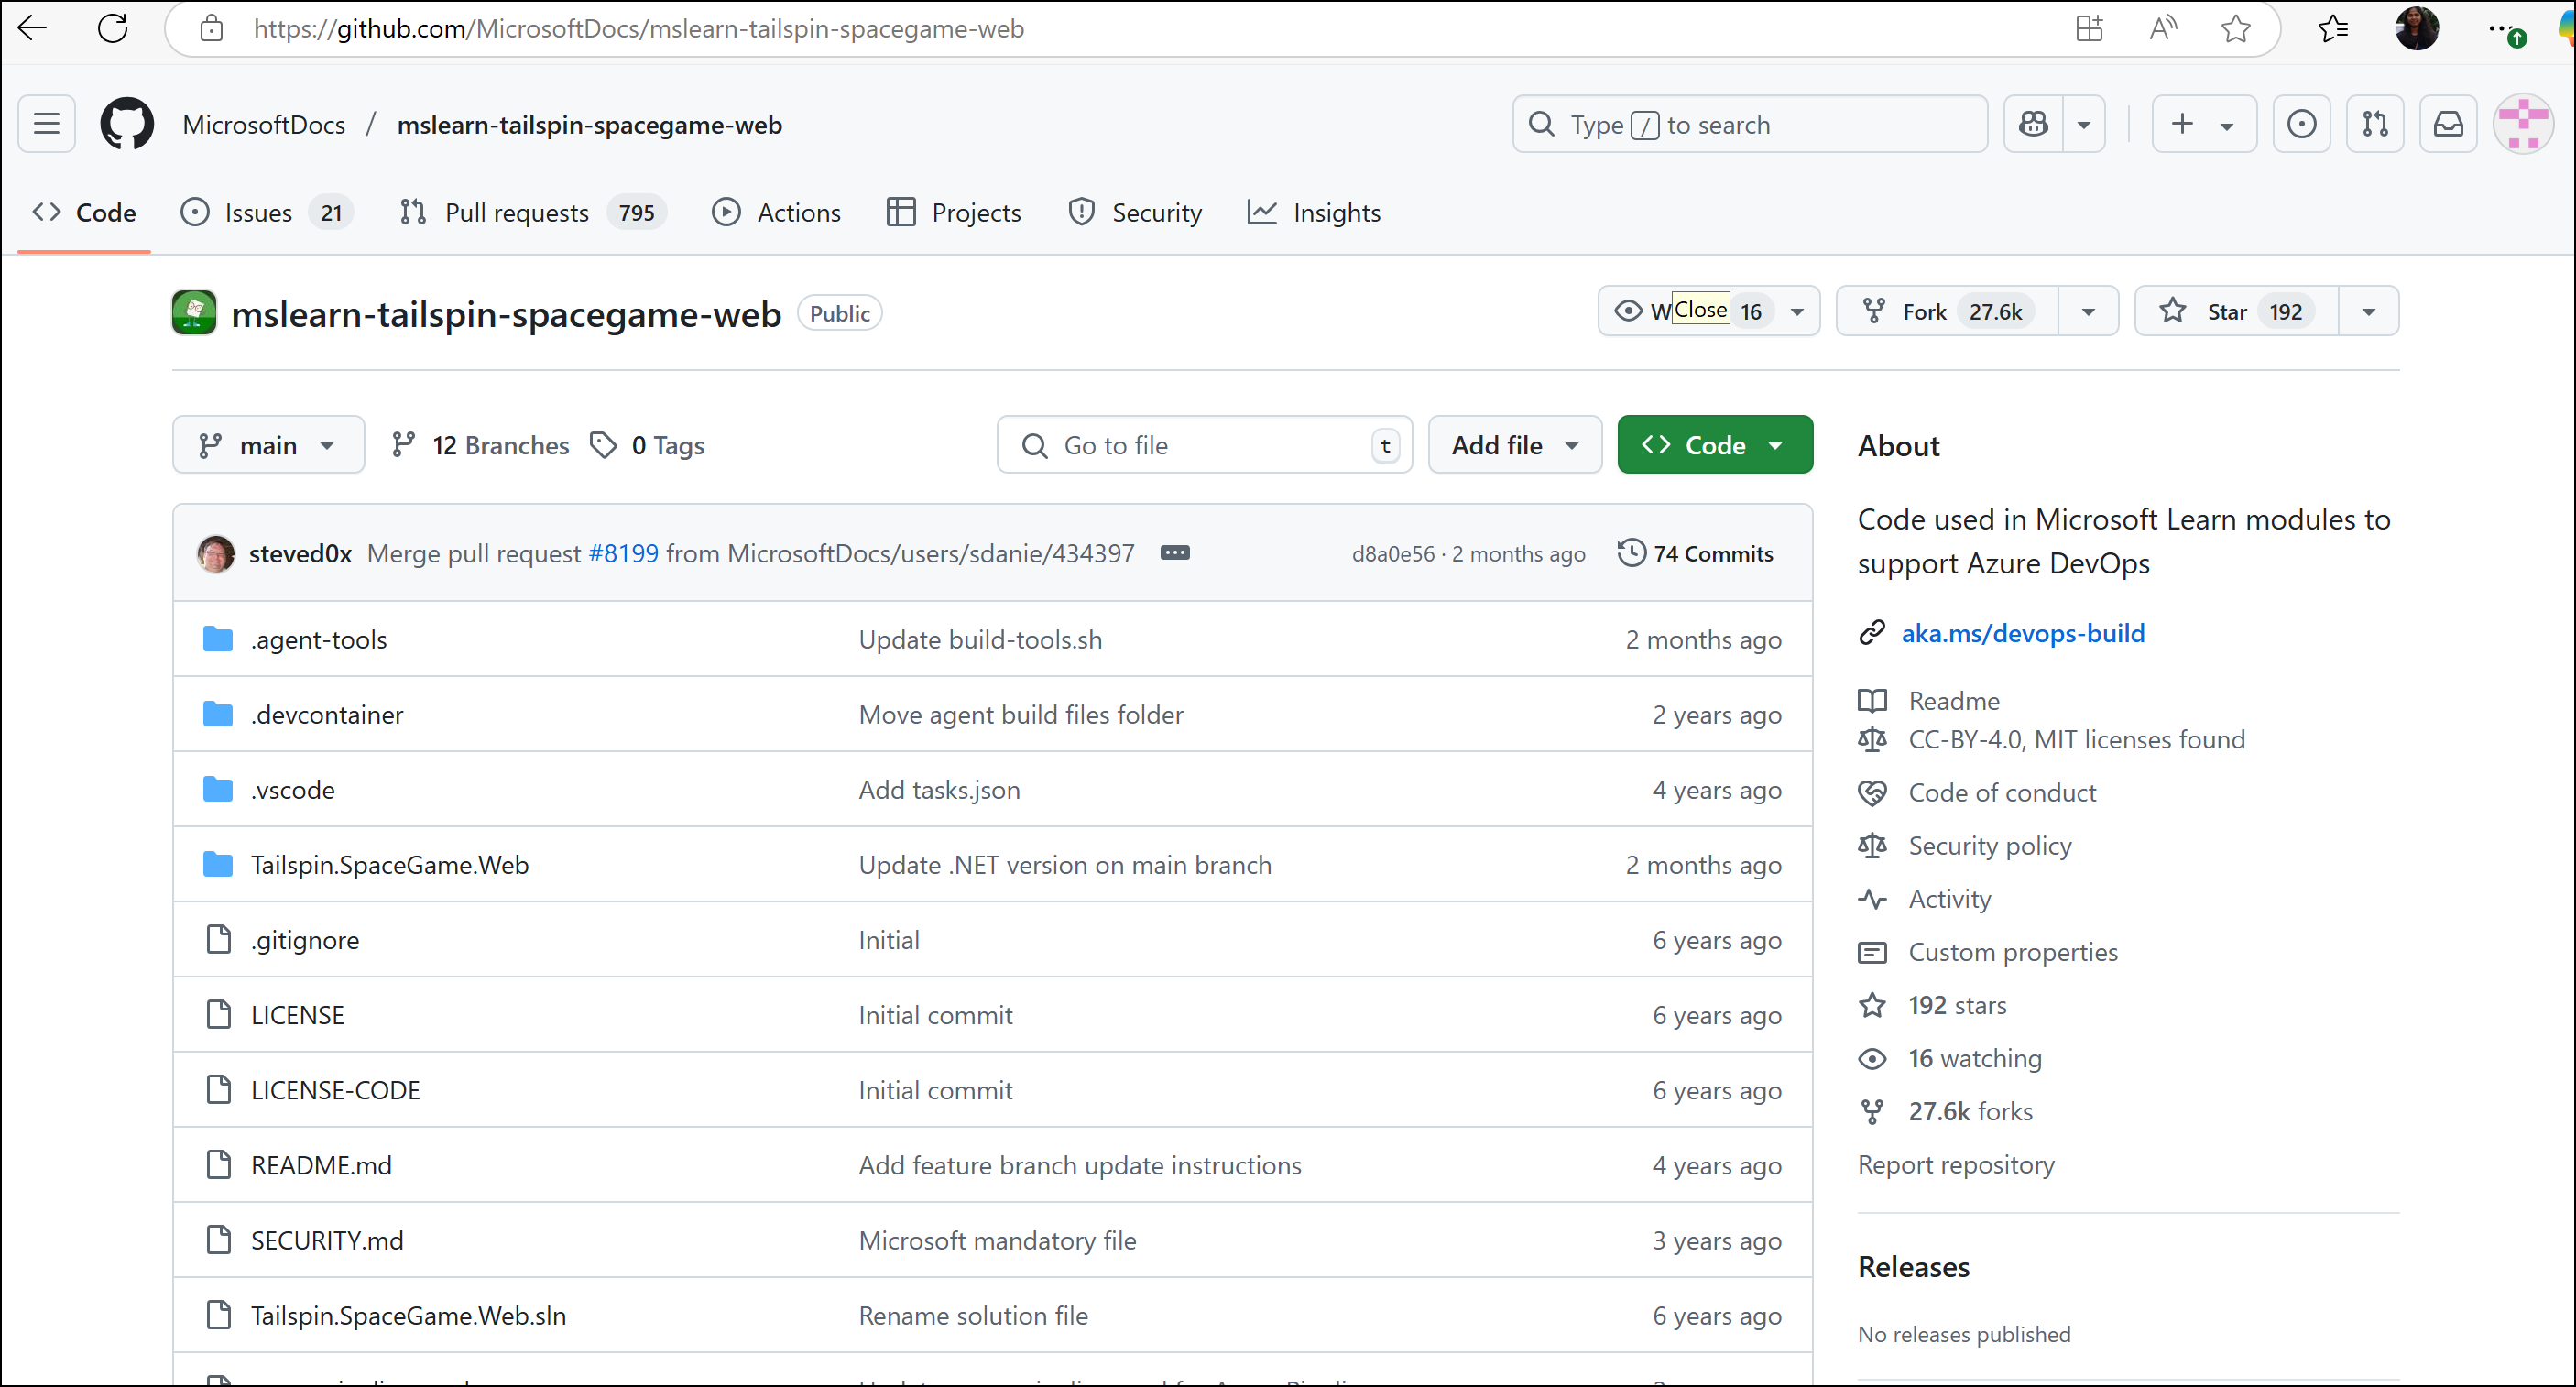 https://github.com/MicrosoftDocs/mslearn-tailspin-spacegame-web
MicrosoftDocs / mslearn-tailspin-spacegame-web
Type / to search
Code
Issues 21
Pull requests 795
Actions
Projects
Security
Insights
mslearn-tailspin-spacegame-web Public
W Close 16
Fork 27.6k
Star 192
main
12 Branches
0 Tags
Go to file t
Add file
Code
steved0x Merge pull request #8199 from MicrosoftDocs/users/sdanie/434397 d8a0e56 · 2 months ago 74 Commits
.agent-tools Update build-tools.sh 2 months ago
.devcontainer Move agent build files folder 2 years ago
.vscode Add tasks.json 4 years ago
Tailspin.SpaceGame.Web Update .NET version on main branch 2 months ago
.gitignore Initial 6 years ago
LICENSE Initial commit 6 years ago
LICENSE-CODE Initial commit 6 years ago
README.md Add feature branch update instructions 4 years ago
SECURITY.md Microsoft mandatory file 3 years ago
Tailspin.SpaceGame.Web.sln Rename solution file 6 years ago
About
Code used in Microsoft Learn modules to
support Azure DevOps
aka.ms/devops-build
Readme
CC-BY-4.0, MIT licenses found
Code of conduct
Security policy
Activity
Custom properties
192 stars
16 watching
27.6k forks
Report repository
Releases
No releases published